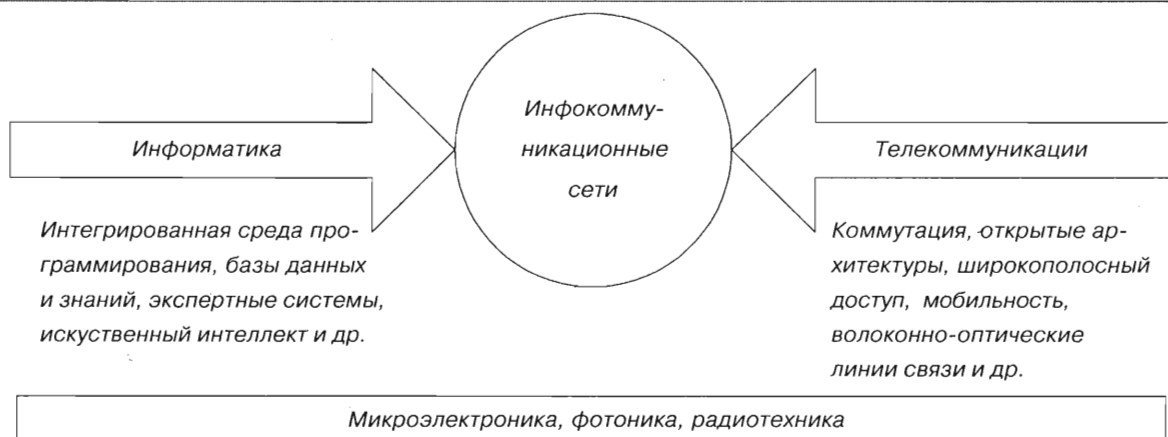 Инфокомму-
никационные
сети
Информатика
Телекоммуникации
Интегрированная среда про-
граммирования, базы данных
и знаний, экспертные системы,
искуственный интеллект и др.
Коммутация, открытые ар-
хитектуры, широкополосный
доступ, мобильность,
волоконно-оптические
линии связи и др.
Микроэлектроника, фотоника, радиотехника